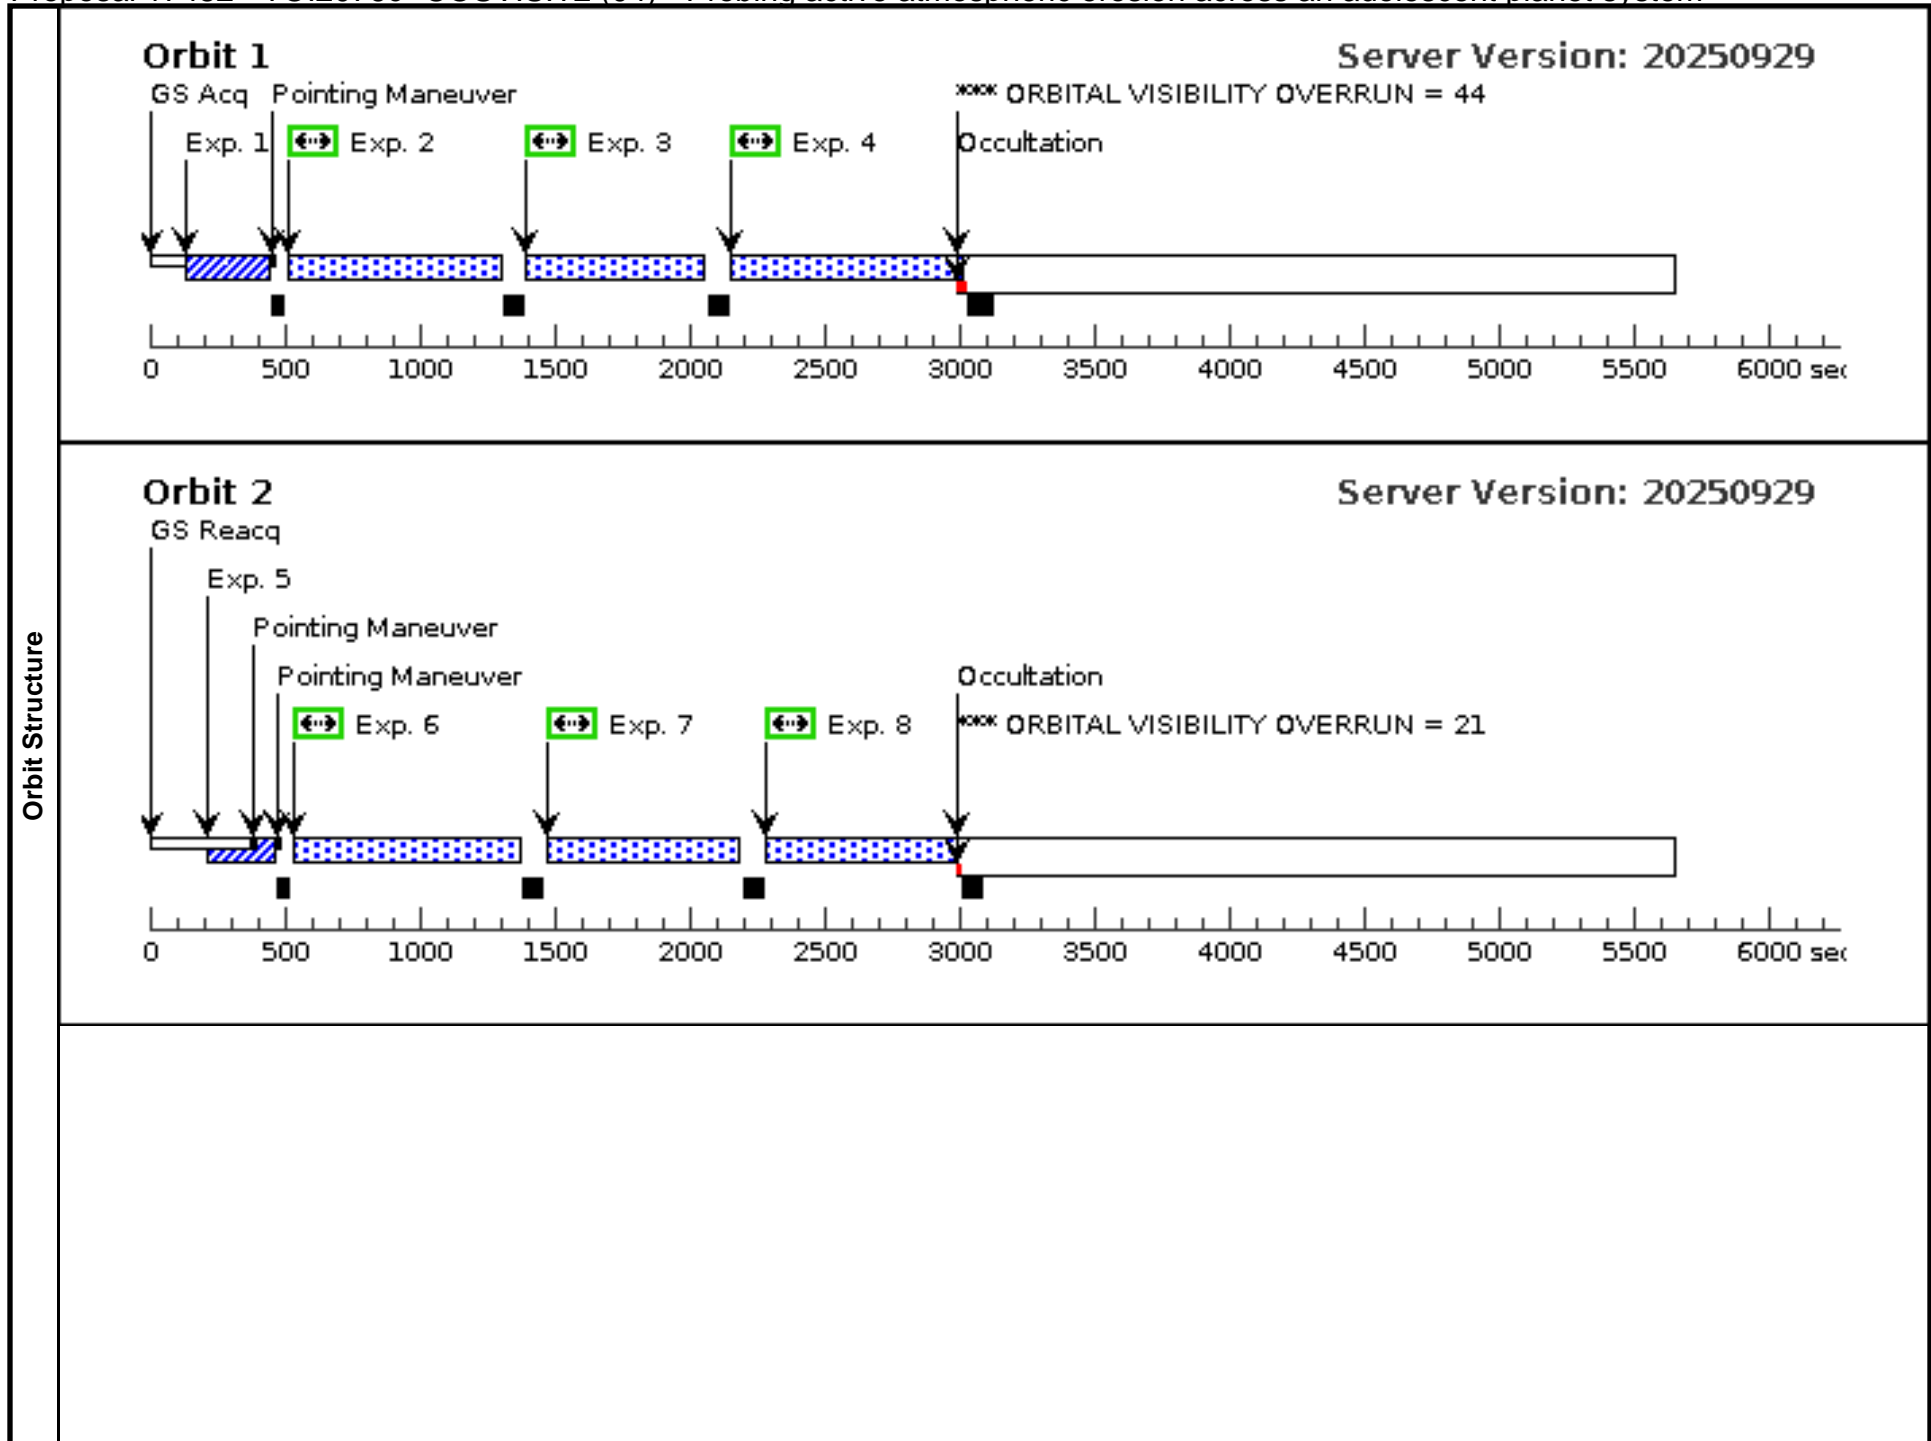 Orbit Structure
Orbit 1
Server Version: 20250929
GS Acq Pointing Maneuver *** ORBITAL VISIBILITY OVERRUN = 44
Exp. 1 Exp. 2 Exp. 3 Exp. 4 Occultation
0 500 1000 1500 2000 2500 3000 3500 4000 4500 5000 5500 6000 sec
Orbit 2
Server Version: 20250929
GS Reacq
Exp. 5
Pointing Maneuver
Pointing Maneuver Occultation
Exp. 6 Exp. 7 Exp. 8 *** ORBITAL VISIBILITY OVERRUN = 21
0 500 1000 1500 2000 2500 3000 3500 4000 4500 5000 5500 6000 sec